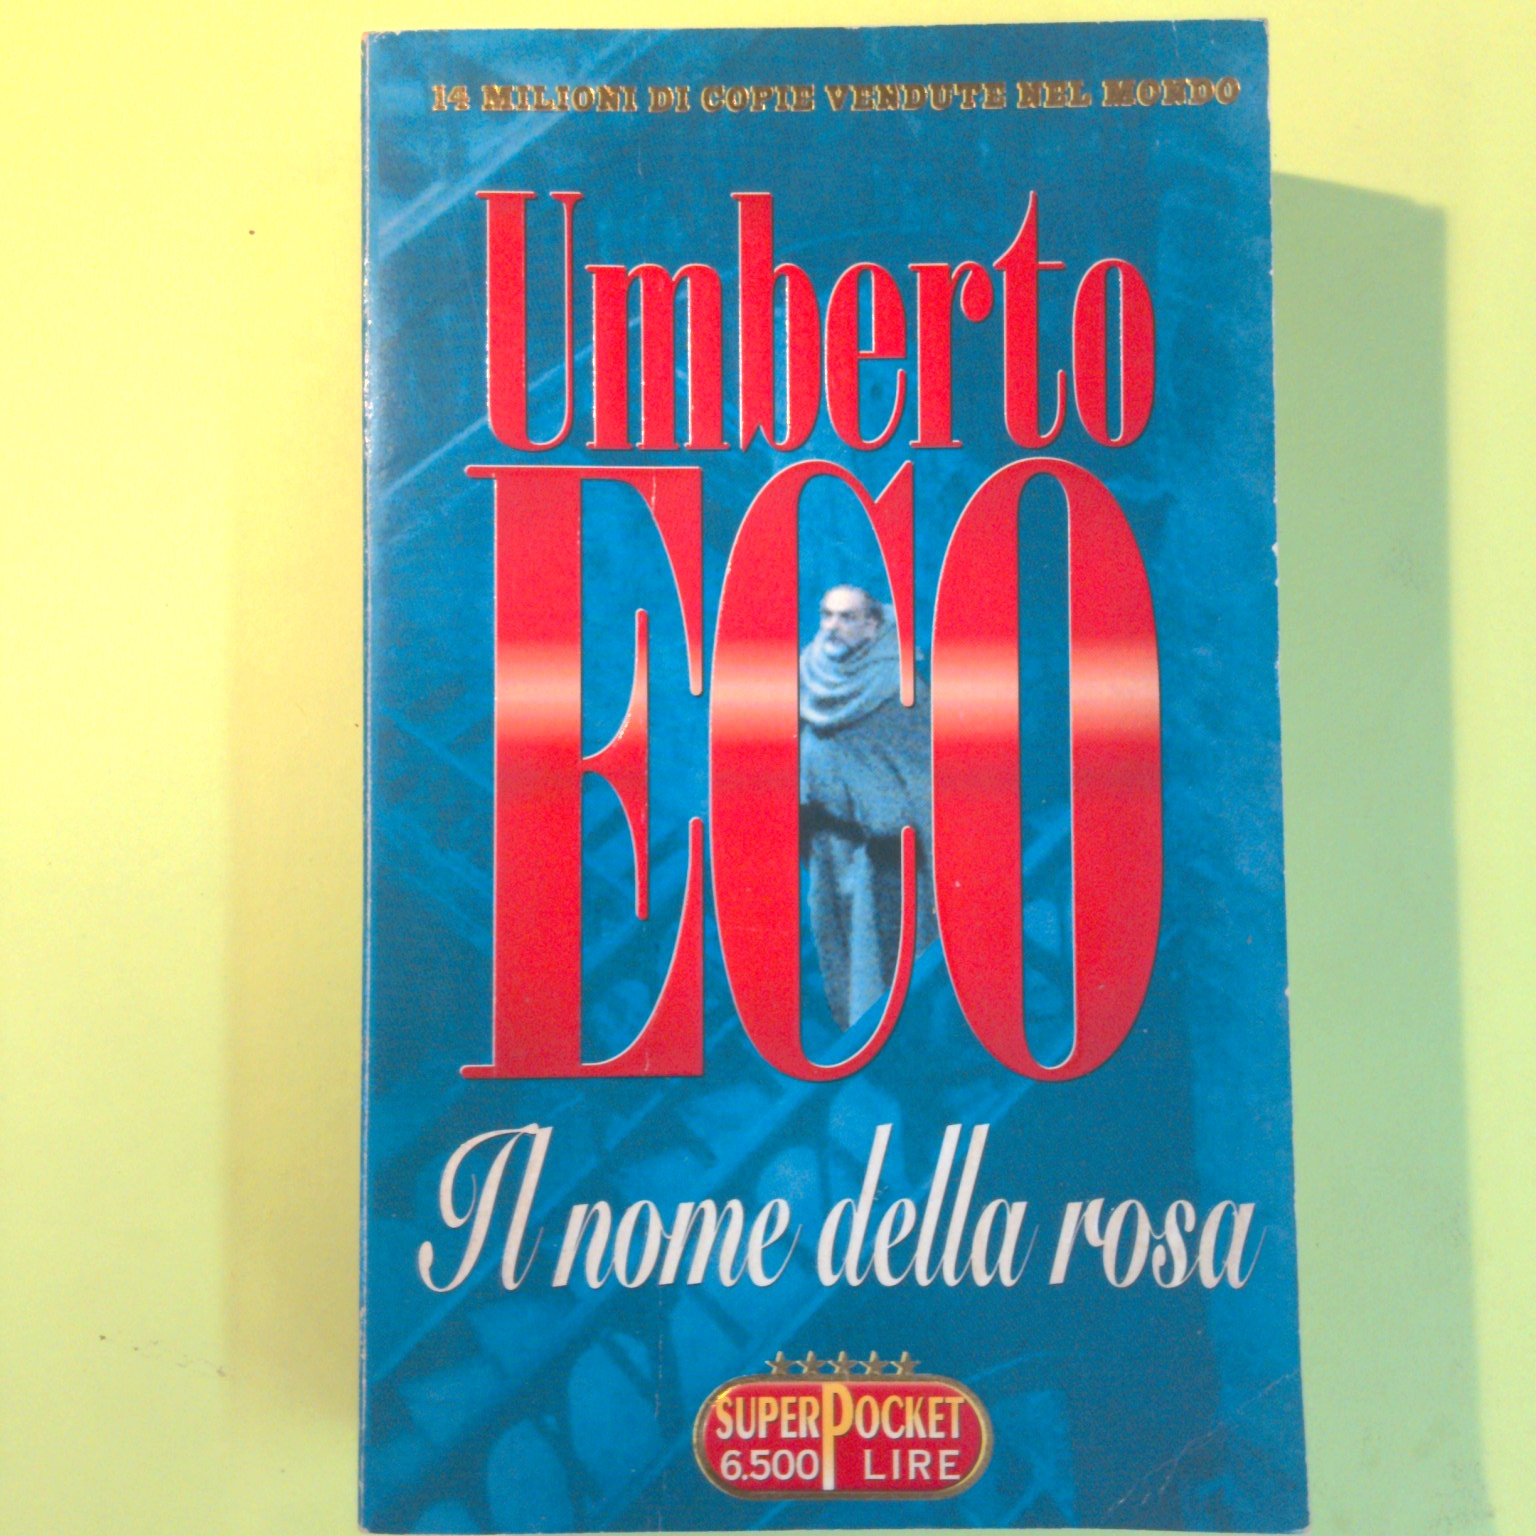 14 MILIONI DI COPIE VENDUTE NEL MONDO
Umberto
ECO
Il nome della rosa
SUPERPOCKET
6.500 LIRE